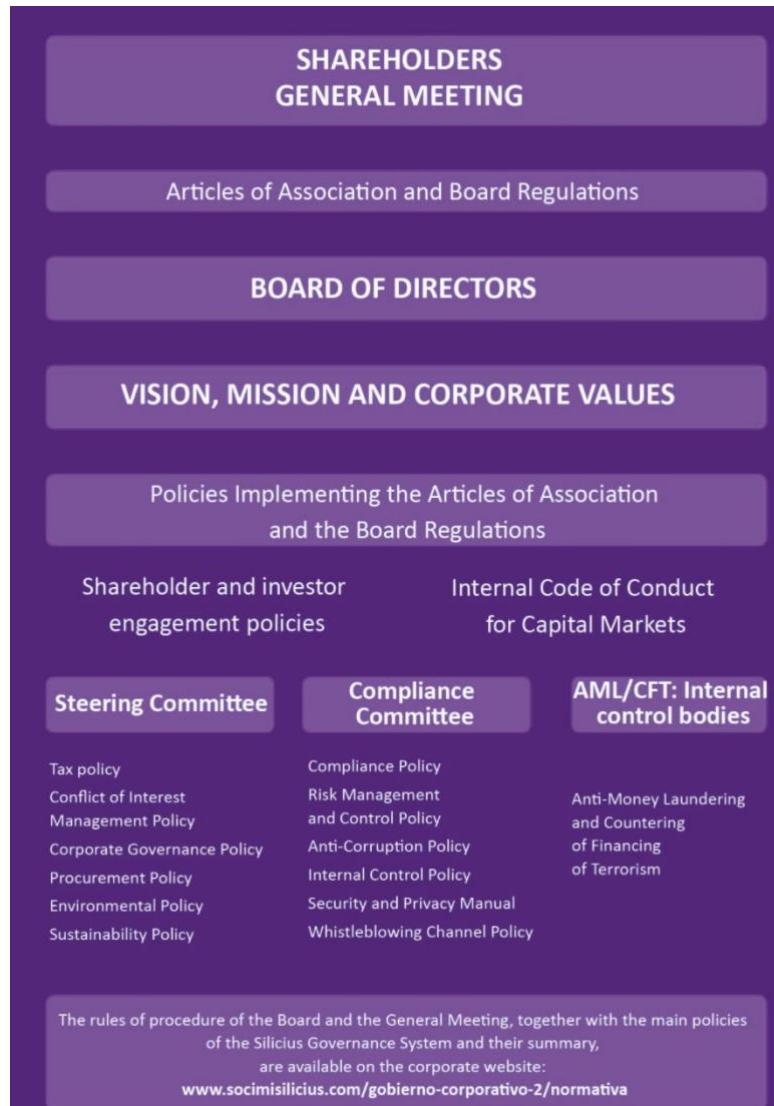 SHAREHOLDERS
GENERAL MEETING
Articles of Association and Board Regulations
BOARD OF DIRECTORS
VISION, MISSION AND CORPORATE VALUES
Policies Implementing the Articles of Association
and the Board Regulations
Shareholder and investor
engagement policies
Internal Code of Conduct
for Capital Markets
Steering Committee
Tax policy
Conflict of Interest
Management Policy
Corporate Governance Policy
Procurement Policy
Environmental Policy
Sustainability Policy
Compliance
Committee
Compliance Policy
Risk Management
and Control Policy
Anti-Corruption Policy
Internal Control Policy
Security and Privacy Manual
Whistleblowing Channel Policy
AML/CFT: Internal
control bodies
Anti-Money Laundering
and Countering
of Financing
of Terrorism
The rules of procedure of the Board and the General Meeting, together with the main policies
of the Silicius Governance System and their summary,
are available on the corporate website:
www.socimisilicius.com/gobierno-corporativo-2/normativa